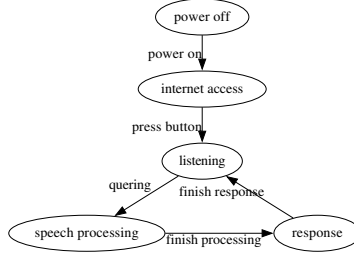 power off
power on
internet access
press button
listening
quering
finish response
speech processing
finish processing
response